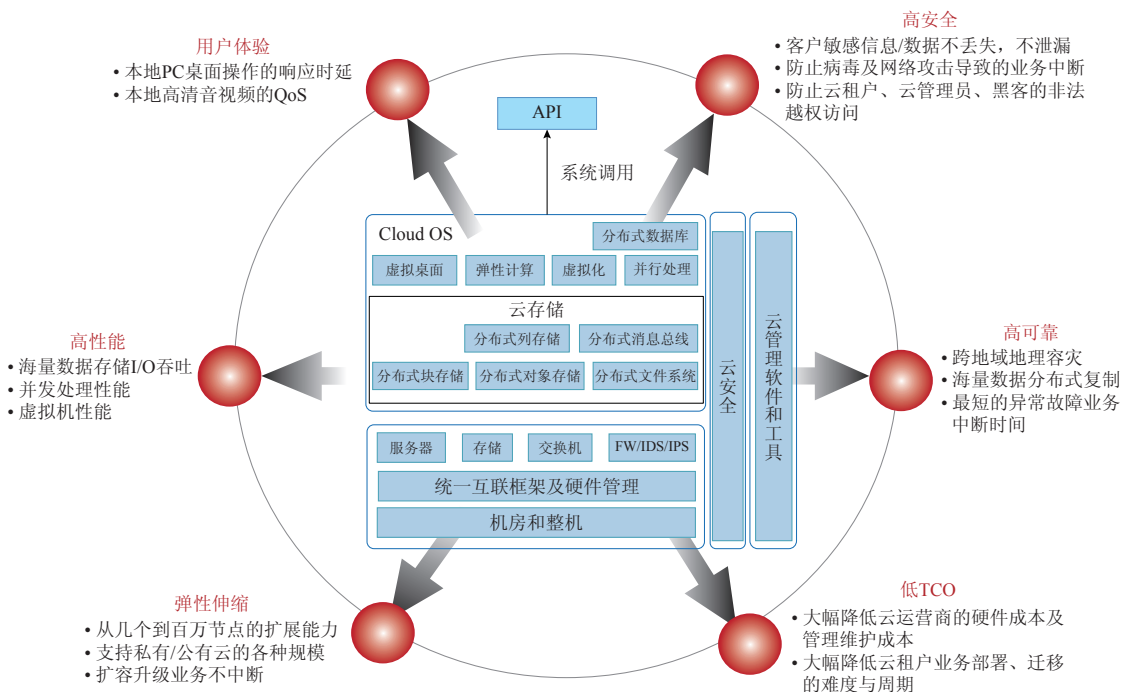 用户体验
• 本地PC桌面操作的响应时延
• 本地高清音视频的QoS
高安全
• 客户敏感信息/数据不丢失，不泄漏
• 防止病毒及网络攻击导致的业务中断
• 防止云租户、云管理员、黑客的非法
越权访问
API
系统调用
Cloud OS
分布式数据库
虚拟桌面
弹性计算
虚拟化
并行处理
云存储
分布式列存储
分布式消息总线
分布式块存储
分布式对象存储
分布式文件系统
服务器
存储
交换机
FW/IDS/IPS
统一互联框架及硬件管理
机房和整机
云安全
云管理软件和工具
高性能
• 海量数据存储I/O吞吐
• 并发处理性能
• 虚拟机性能
高可靠
• 跨地域地理容灾
• 海量数据分布式复制
• 最短的异常故障业务
中断时间
弹性伸缩
• 从几个到百万节点的扩展能力
• 支持私有/公有云的各种规模
• 扩容升级业务不中断
低TCO
• 大幅降低云运营商的硬件成本及
管理维护成本
• 大幅降低云租户业务部署、迁移
的难度与周期